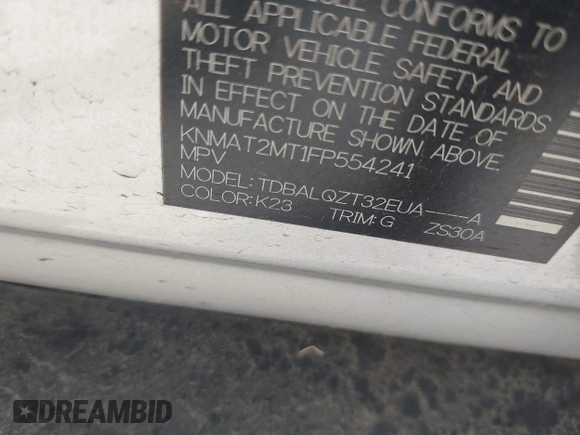 CONFORMS TO
ALL APPLICABLE FEDERAL
MOTOR VEHICLE SAFETY AND
THEFT PREVENTION STANDARDS
IN EFFECT ON THE DATE OF
MANUFACTURE SHOWN ABOVE.
KNMAT2MT1FP554241
MPV
MODEL: TDBALQZT32EUA----A
COLOR:K23 TRIM:G ZS30A
DREAMBID